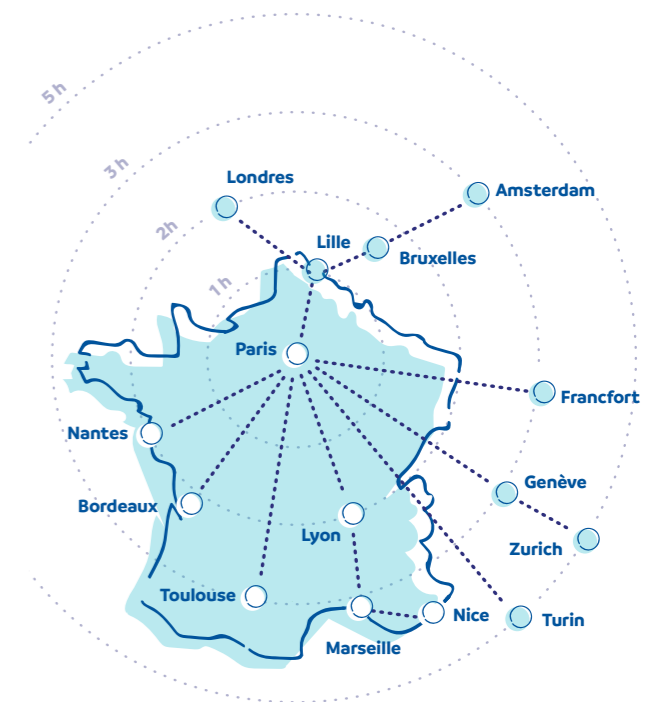 5 h
3 h
Londres
Amsterdam
2h
Lille
Bruxelles
1 h
Paris
Francfort
Nantes
Genève
Bordeaux
Lyon
Zurich
Toulouse
Nice
Turin
Marseille